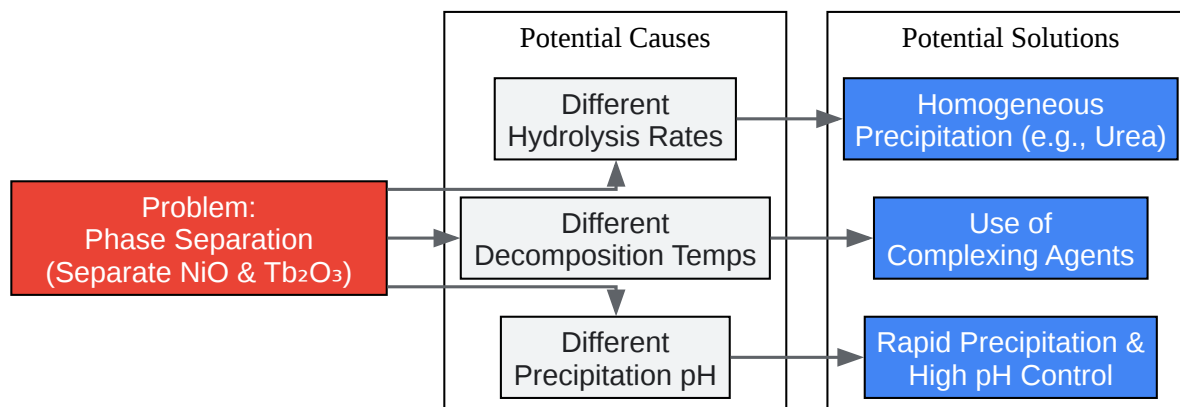 Potential Causes
Potential Solutions
Different
Hydrolysis Rates
Homogeneous
Precipitation (e.g., Urea)
Problem:
Phase Separation
(Separate NiO & Tb₂O₃)
Different
Decomposition Temps
Use of
Complexing Agents
Different
Precipitation pH
Rapid Precipitation &
High pH Control